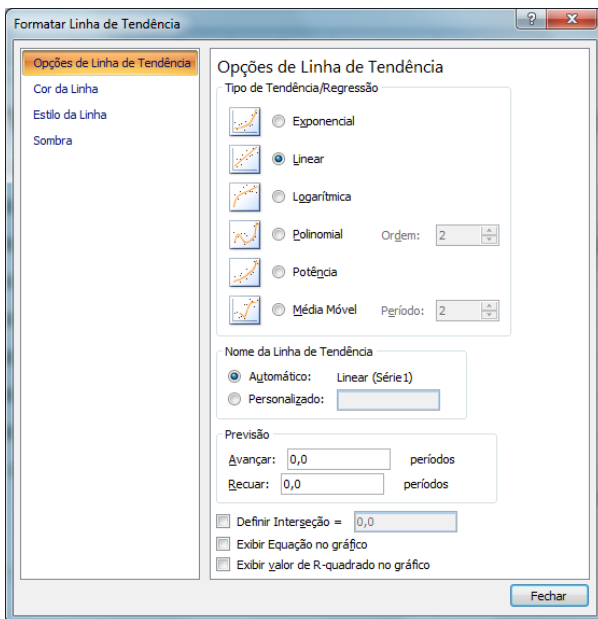 Formatar Linha de Tendência
Opções de Linha de Tendência
Cor da Linha
Estilo da Linha
Sombra
Opções de Linha de Tendência
Tipo de Tendência/Regressão
Exponencial
Linear
Logarítmica
Polinomial Ordem: 2
Potência
Média Móvel Período: 2
Nome da Linha de Tendência
Automático: Linear (Série1)
Personalizado:
Previsão
Avançar: 0,0 períodos
Recuar: 0,0 períodos
Definir Interseção = 0,0
Exibir Equação no gráfico
Exibir valor de R-quadrado no gráfico
Fechar